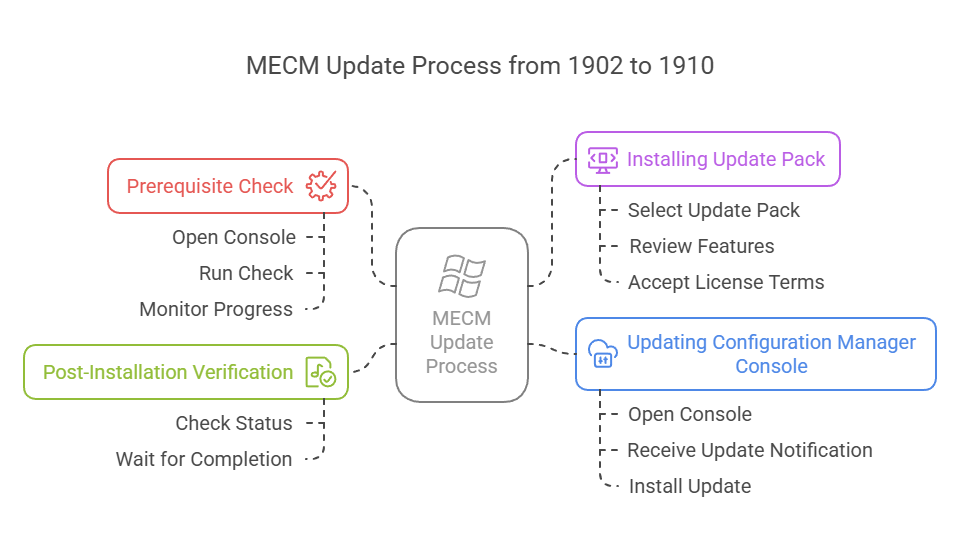 MECM Update Process from 1902 to 1910
Prerequisite Check
Open Console
Run Check
Monitor Progress
Post-Installation Verification
Check Status
Wait for Completion
MECM
Update
Process
Installing Update Pack
Select Update Pack
Review Features
Accept License Terms
Updating Configuration Manager
Console
Open Console
Receive Update Notification
Install Update